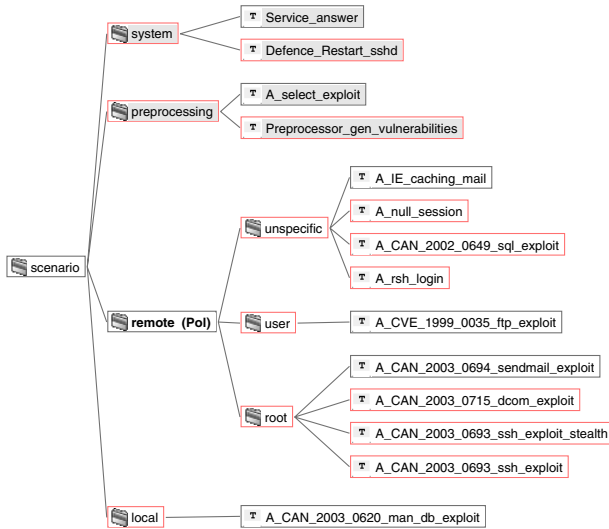 Service_answer
system
Defence_Restart_sshd
A_select_exploit
preprocessing
Preprocessor_gen_vulnerabilities
A_IE_caching_mail
A_null_session
unspecific
A_CAN_2002_0649_sql_exploit
A_rsh_login
scenario
remote (Pol)
user
A_CVE_1999_0035_ftp_exploit
A_CAN_2003_0694_sendmail_exploit
A_CAN_2003_0715_dcom_exploit
root
A_CAN_2003_0693_ssh_exploit_stealth
A_CAN_2003_0693_ssh_exploit
local
A_CAN_2003_0620_man_db_exploit